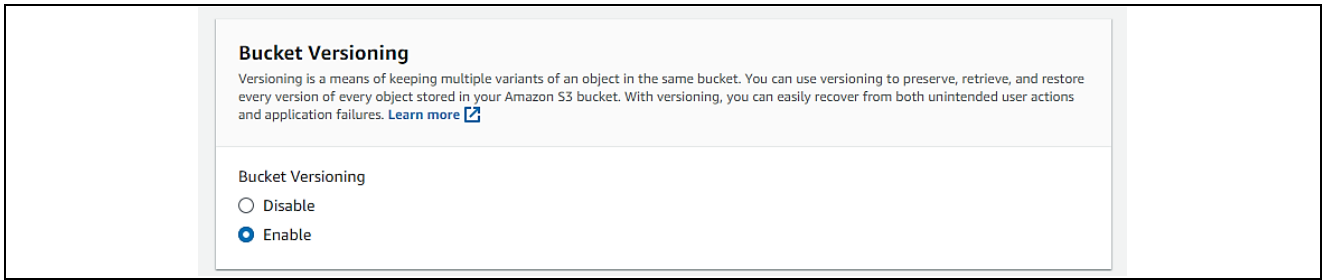 Bucket Versioning
Versioning is a means of keeping multiple variants of an object in the same bucket. You can use versioning to preserve, retrieve, and restore
every version of every object stored in your Amazon S3 bucket. With versioning, you can easily recover from both unintended user actions
and application failures. Learn more
Bucket Versioning
Disable
Enable